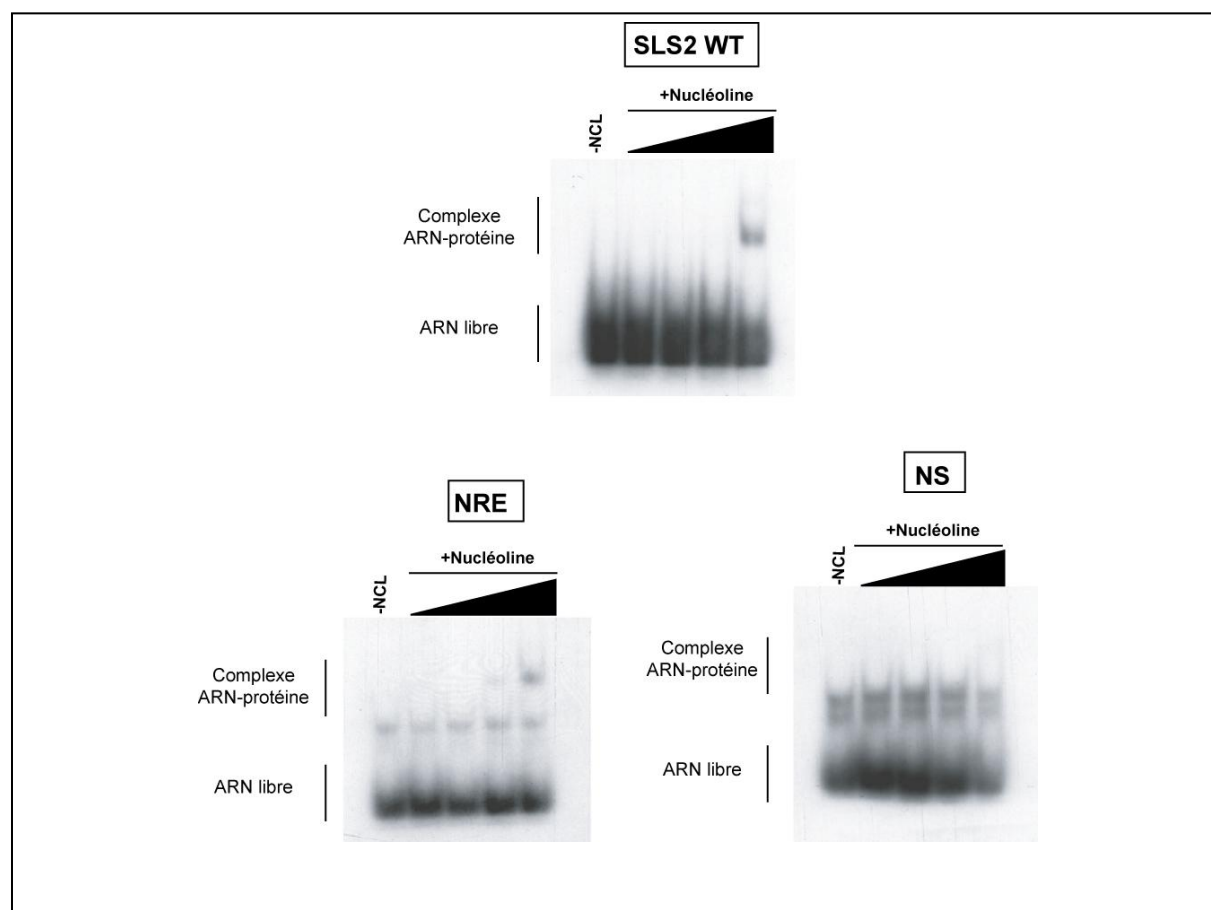 SLS2 WT
+Nucléoline
-NCL
Complexe
ARN-protéine
ARN libre
NRE
+Nucléoline
-NCL
Complexe
ARN-protéine
ARN libre
NS
+Nucléoline
-NCL
Complexe
ARN-protéine
ARN libre